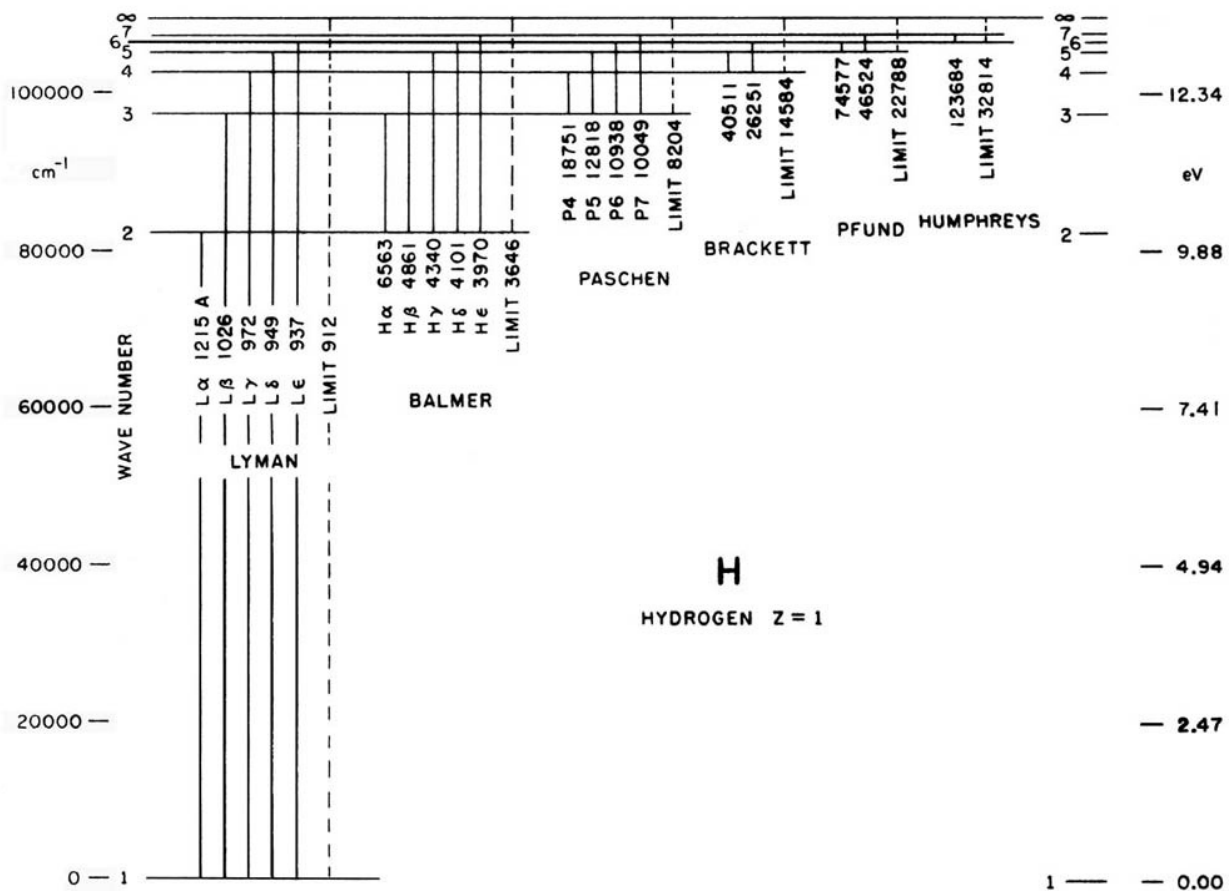 ∞ ∞
7 7
6 6
5 5
4 4
100000 12.34
3 3
cm⁻¹ eV
2 2
80000 9.88
WAVE NUMBER
60000 7.41
40000 4.94
20000 2.47
0 1 1 0.00
Lα 1215 A
Lβ 1026
Lγ 972
Lδ 949
Lϵ 937
LIMIT 912
LYMAN
Hα 6563
Hβ 4861
Hγ 4340
Hδ 4101
Hϵ 3970
LIMIT 3646
BALMER
P4 18751
P5 12818
P6 10938
P7 10049
LIMIT 8204
PASCHEN
40511
26251
LIMIT 14584
BRACKETT
74577
46524
LIMIT 22788
PFUND
123684
LIMIT 32814
HUMPHREYS
H
HYDROGEN Z = 1